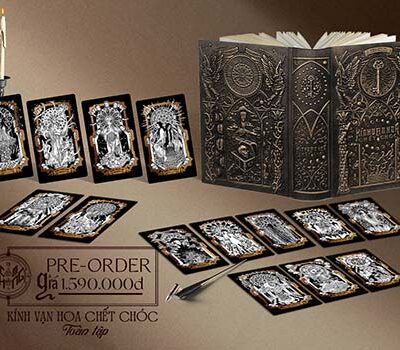 PRE-ORDER
giá 1.590.000đ
KÍNH VẠN HOA CHẾT CHÓC
Toàn tập